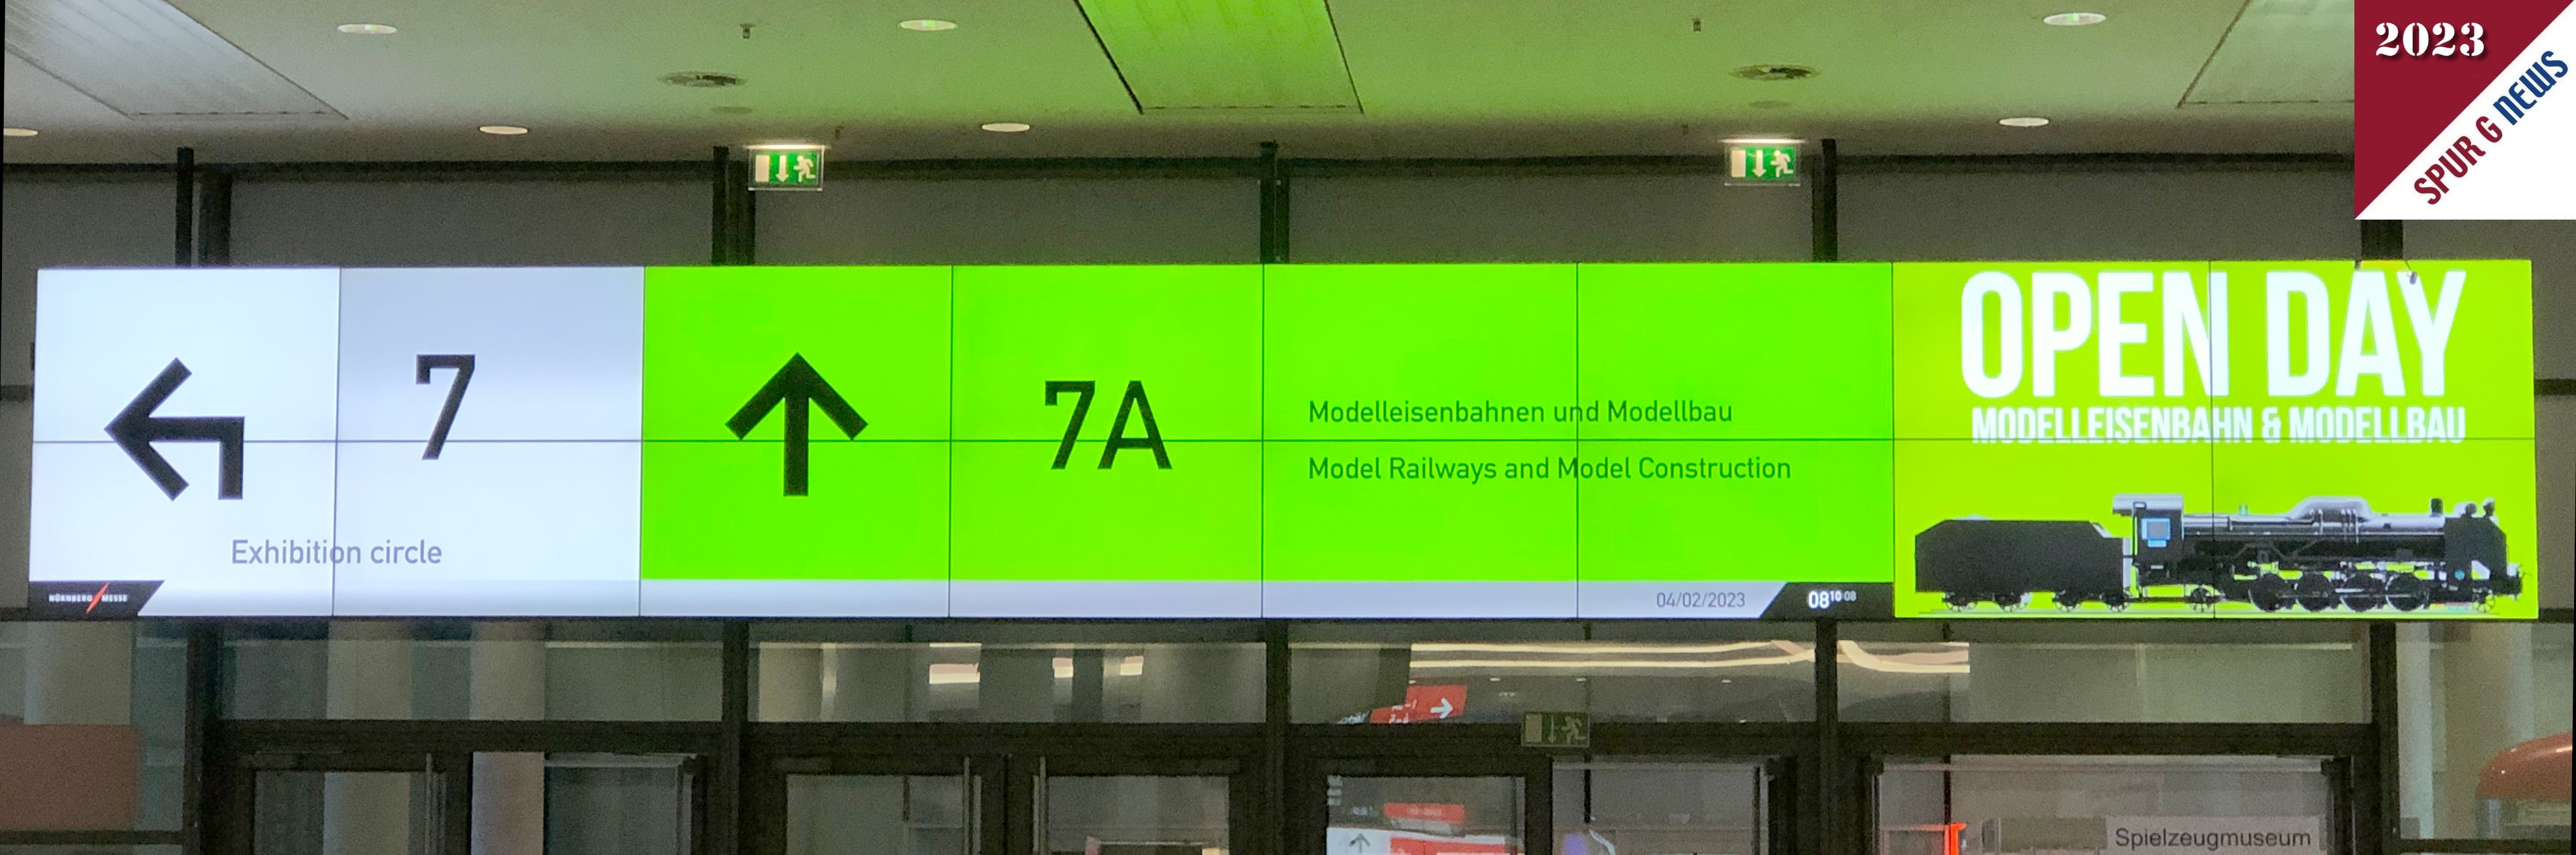 2023
SPUR G NEWS
7
Exhibition circle
NÜRNBERG MESSE
7A
Modelleisenbahnen und Modellbau
Model Railways and Model Construction
04/02/2023
08 10 08
OPEN DAY
MODELLEISENBAHN & MODELLBAU
Spielzeugmuseum